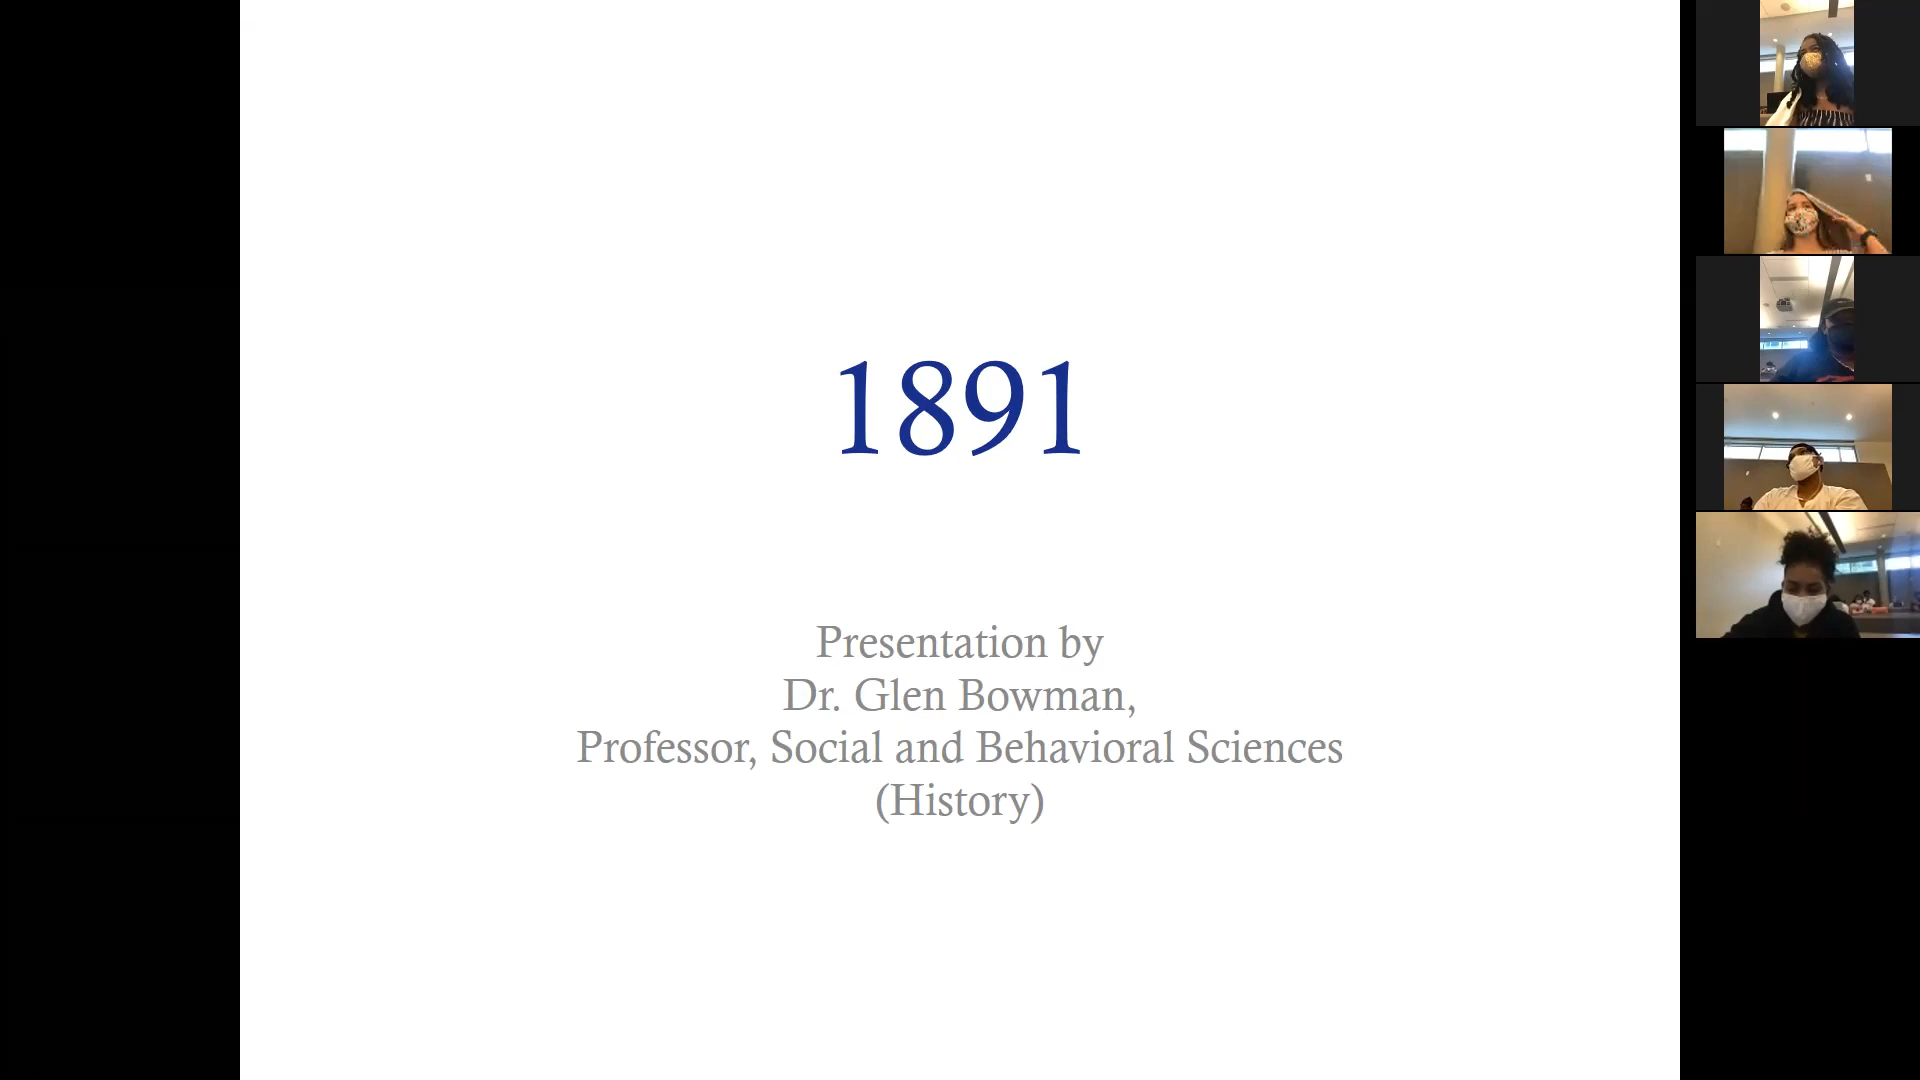 1891
Presentation by
Dr. Glen Bowman,
Professor, Social and Behavioral Sciences
(History)